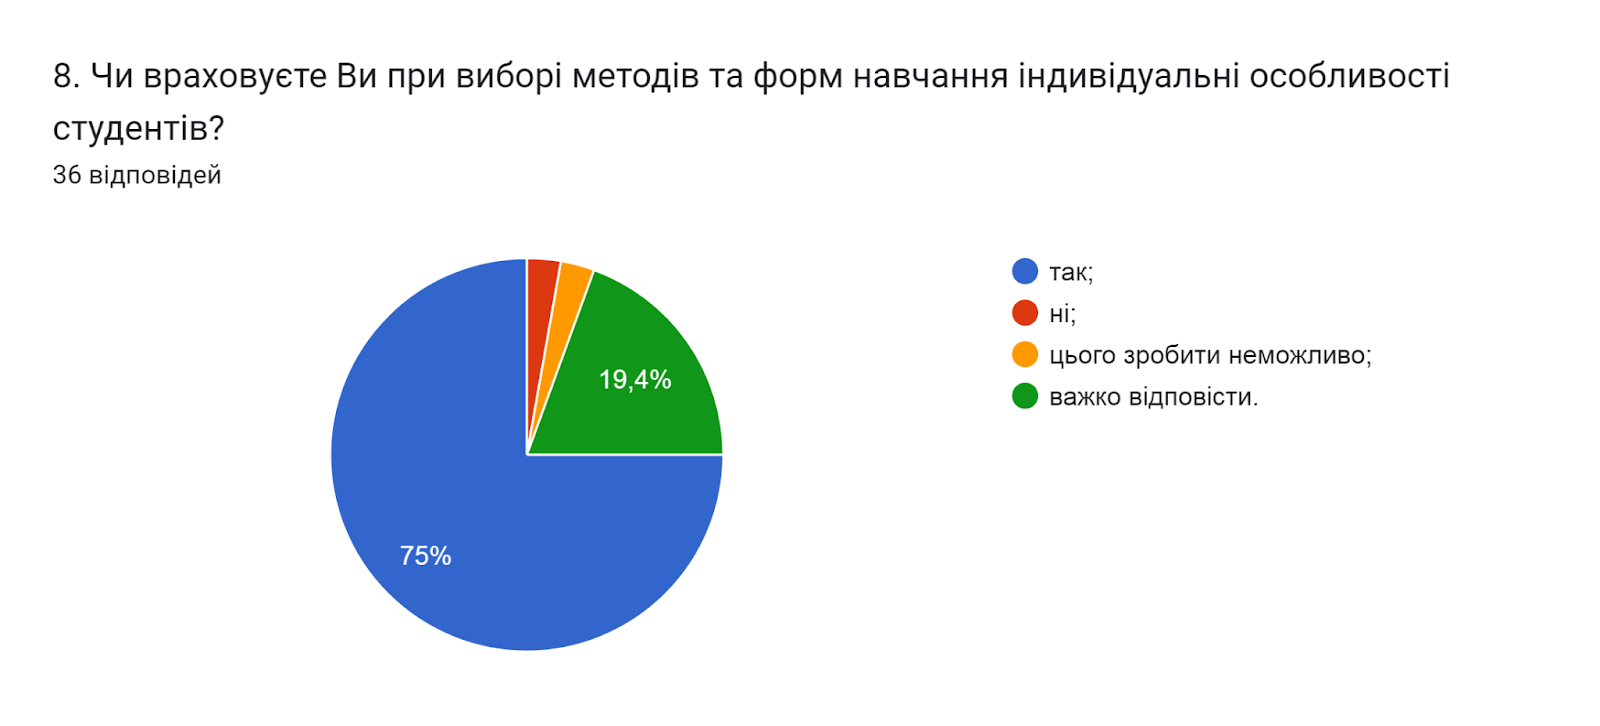 8. Чи враховуєте Ви при виборі методів та форм навчання індивідуальні особливості
студентів?
36 відповідей
так;
ні;
цього зробити неможливо;
важко відповісти.
19,4%
75%